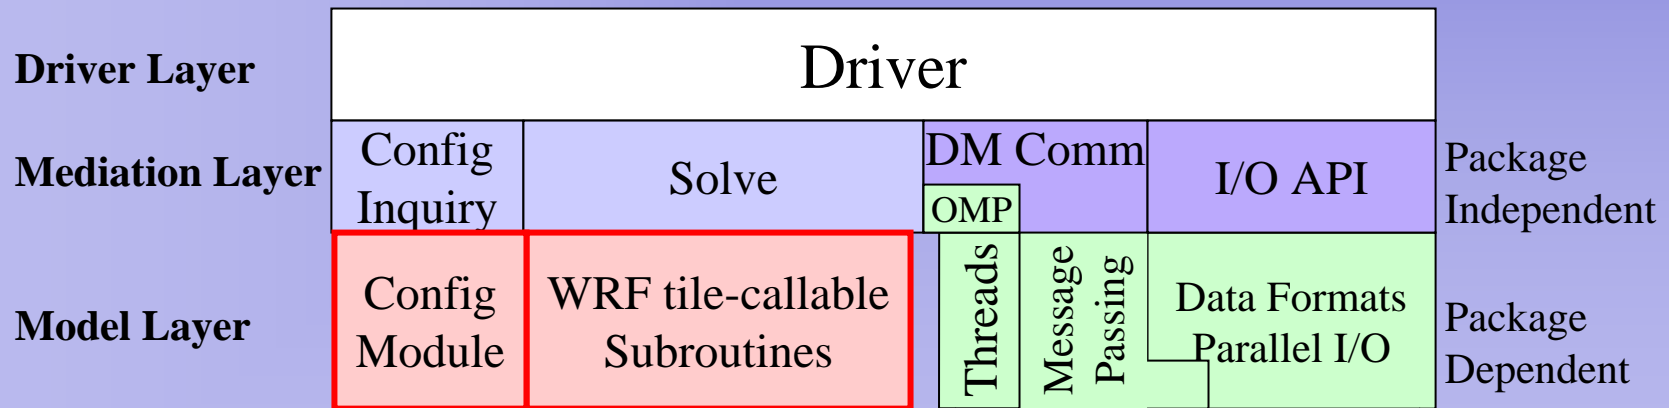 Driver Layer
Driver
Mediation Layer
Config
Inquiry
Solve
DM Comm
OMP
I/O API
Package
Independent
Model Layer
Config
Module
WRF tile-callable
Subroutines
Threads
Message
Passing
Data Formats
Parallel I/O
Package
Dependent